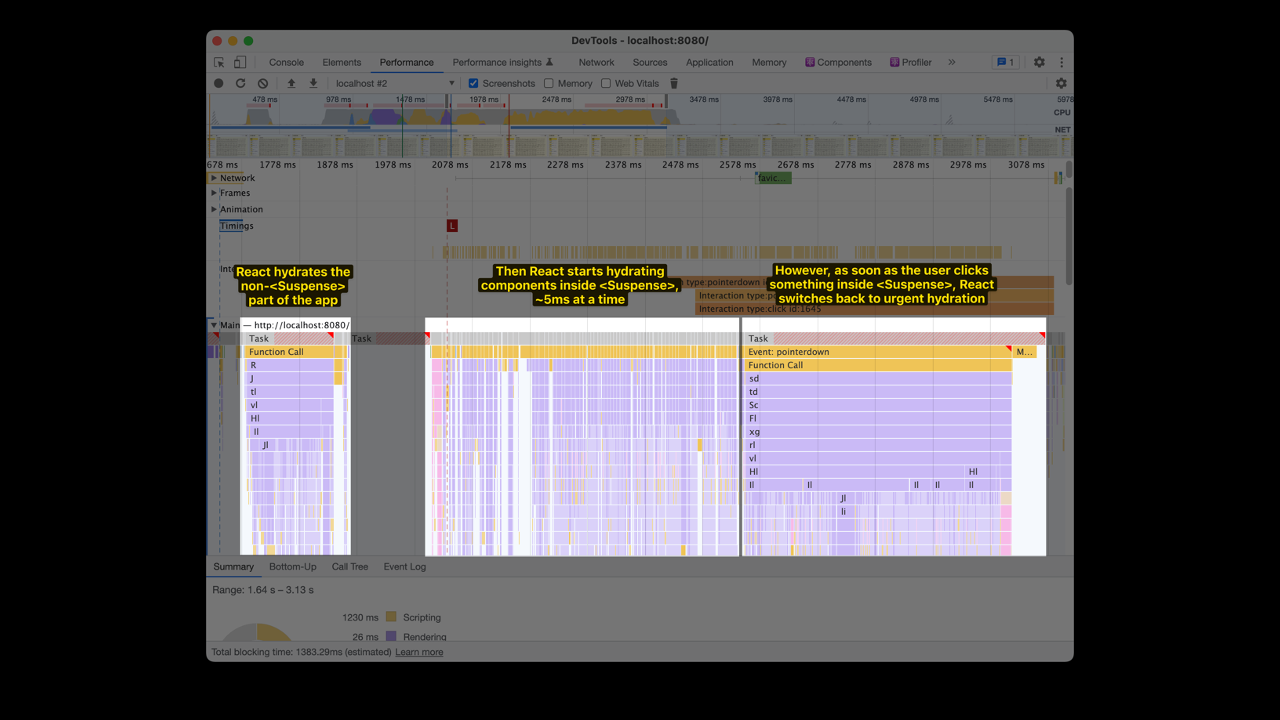 DevTools - localhost:8080/
Console Elements Performance Performance insights Network Sources Application Memory Components Profiler » 1
localhost #2 Screenshots Memory Web Vitals
478 ms 978 ms 1478 ms 1978 ms 2478 ms 2978 ms 3478 ms 3978 ms 4478 ms 4978 ms 5478 ms 5978
CPU
NET
678 ms 1778 ms 1878 ms 1978 ms 2078 ms 2178 ms 2278 ms 2378 ms 2478 ms 2578 ms 2678 ms 2778 ms 2878 ms 2978 ms 3078 ms
Network favic…
Frames
Animation
Timings L
React hydrates the
non-<Suspense>
part of the app
Then React starts hydrating
components inside <Suspense>,
~5ms at a time
However, as soon as the user clicks
something inside <Suspense>, React
switches back to urgent hydration
type:pointerdown
Interaction
Interaction type:click id:1645
Main — http://localhost:8080/
Task Task Task
Function Call Event: pointerdown M…
R Function Call
J sd
tl td
vl Sc
Hl Fl
Il xg
Jl rl
vl
Hl Hl
Il Il Il Il Il
Jl
li
Summary Bottom-Up Call Tree Event Log
Range: 1.64 s – 3.13 s
1230 ms Scripting
26 ms Rendering
Total blocking time: 1383.29ms (estimated) Learn more